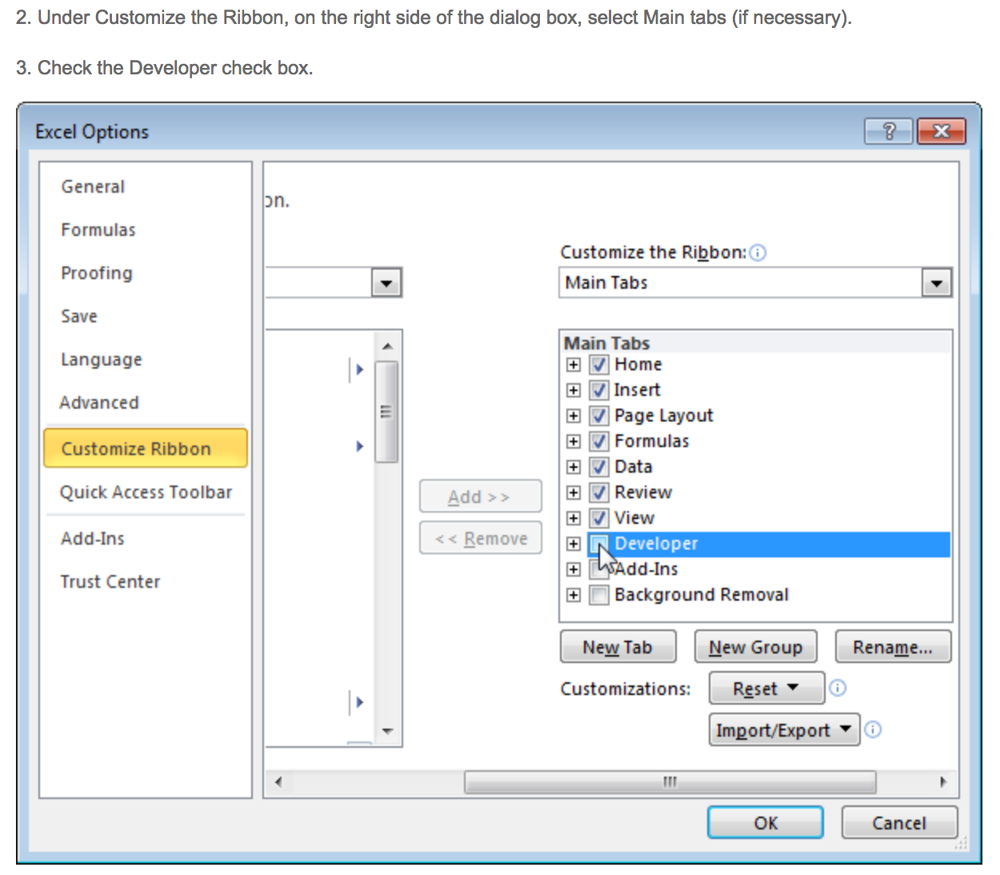 2. Under Customize the Ribbon, on the right side of the dialog box, select Main tabs (if necessary).
3. Check the Developer check box.
Excel Options
General
Formulas
Proofing
Save
Language
Advanced
Customize Ribbon
Quick Access Toolbar
Add-Ins
Trust Center
on.
Add >>
<< Remove
Customize the Ribbon:
Main Tabs
Main Tabs
Home
Insert
Page Layout
Formulas
Data
Review
View
Developer
Add-Ins
Background Removal
New Tab New Group Rename...
Customizations: Reset
Import/Export
OK Cancel